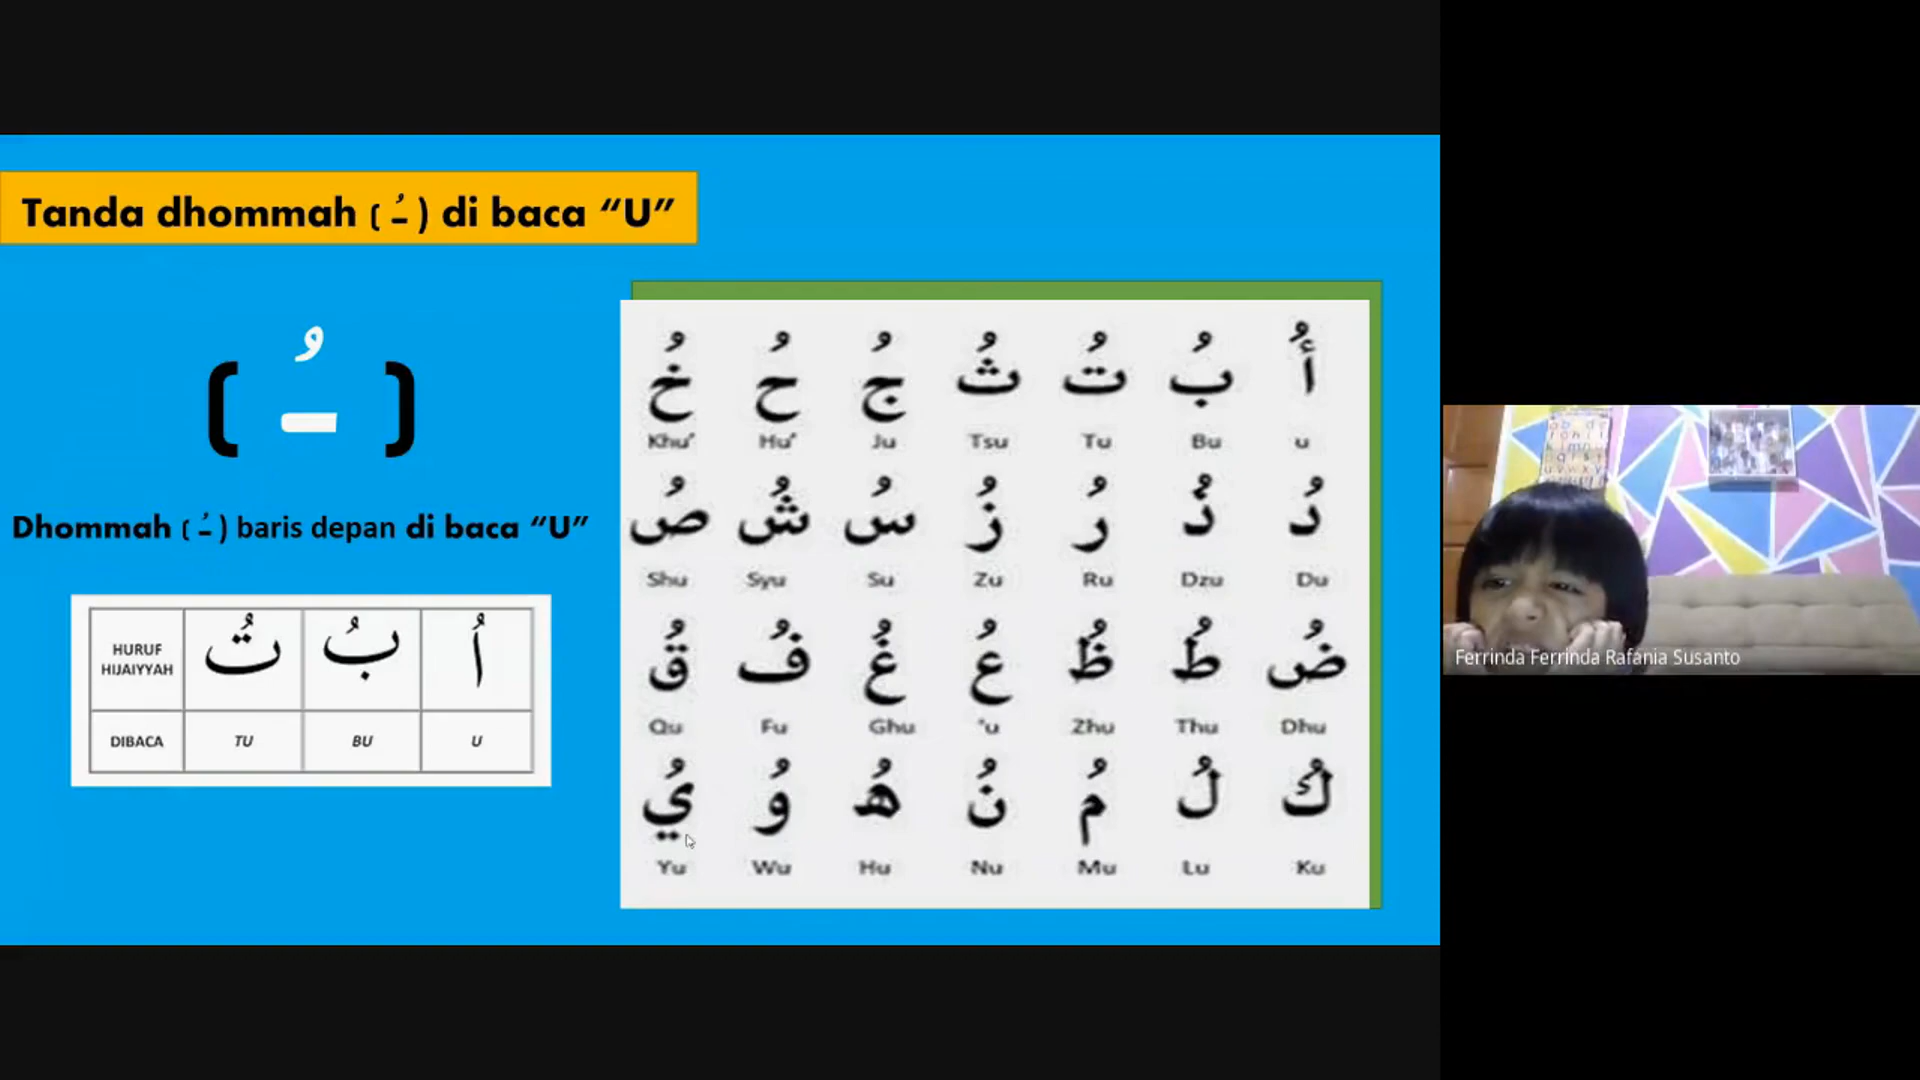 Tanda dhommah ( ـُ ) di baca “U”
( ـُ )
Dhommah ( ـُ ) baris depan di baca “U”
HURUF HIJAIYYAH تُ بُ اُ
DIBACA TU BU U
أُ بُ تُ ثُ جُ حُ خُ
Khu' Hu' Ju Tsu Tu Bu u
دُ ذُ رُ زُ سُ شُ صُ
Shu Syu Su Zu Ru Dzu Du
ضُ طُ ظُ عُ غُ فُ قُ
Qu Fu Ghu 'u Zhu Thu Dhu
كُ لُ مُ نُ هُ وُ يُ
Yu Wu Hu Nu Mu Lu Ku
Ferrinda Ferrinda Rafania Susanto